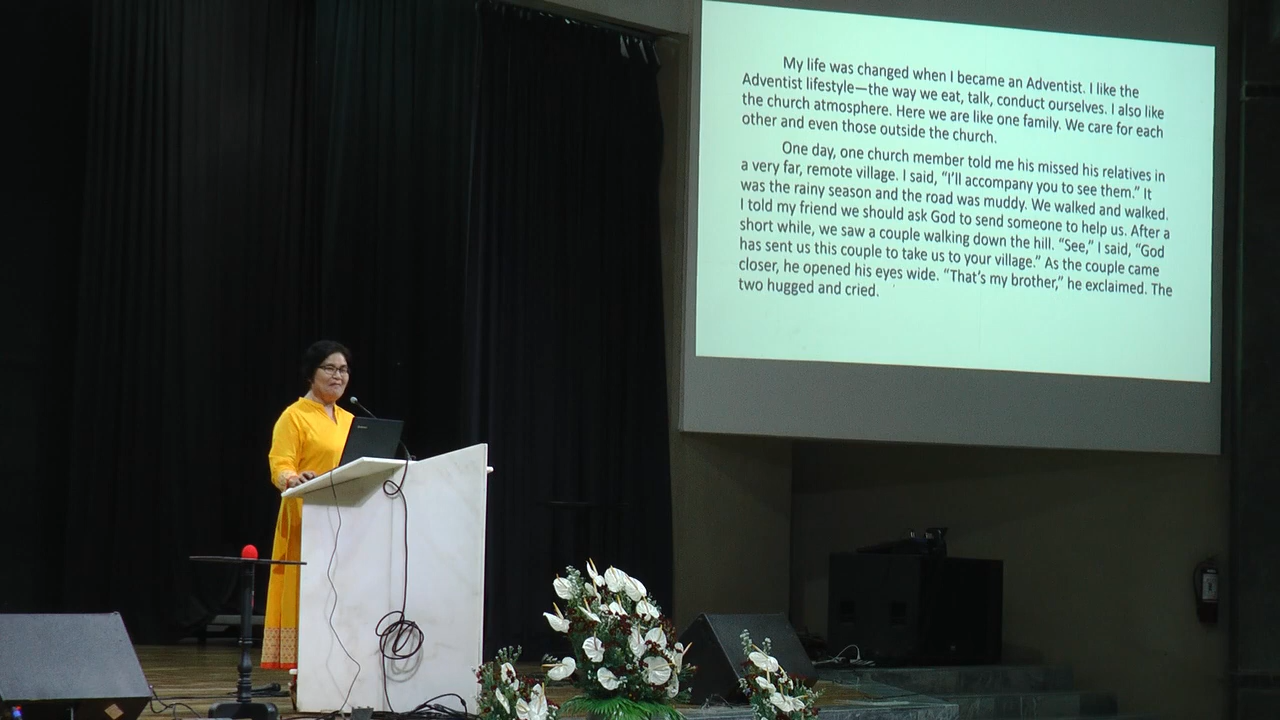 My life was changed when I became an Adventist. I like the
Adventist lifestyle—the way we eat, talk, conduct ourselves. I also like
the church atmosphere. Here we are like one family. We care for each
other and even those outside the church.
One day, one church member told me his missed his relatives in
a very far, remote village. I said, “I’ll accompany you to see them.” It
was the rainy season and the road was muddy. We walked and walked.
I told my friend we should ask God to send someone to help us. After a
short while, we saw a couple walking down the hill. “See,” I said, “God
has sent us this couple to take us to your village.” As the couple came
closer, he opened his eyes wide. “That’s my brother,” he exclaimed. The
two hugged and cried.